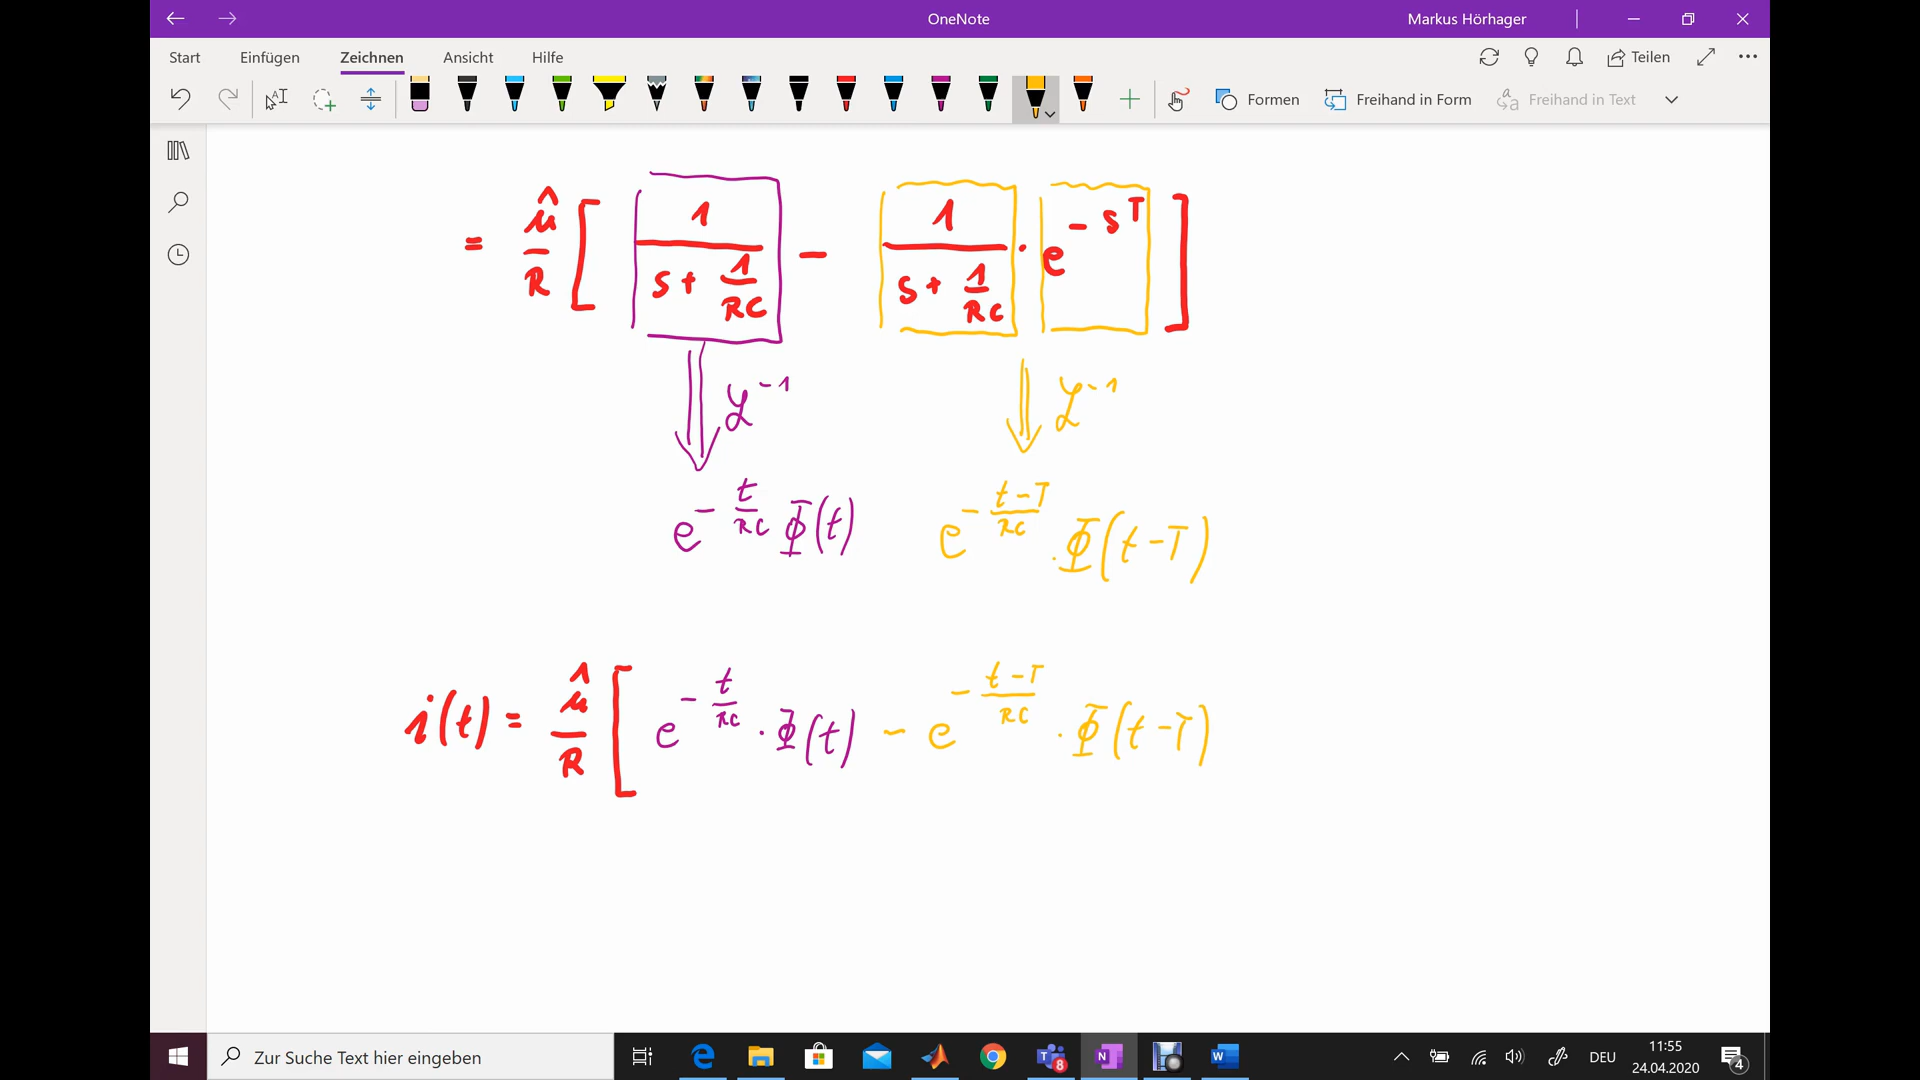 OneNote
Markus Hörhager
Start Einfügen Zeichnen Ansicht Hilfe
Teilen
Formen Freihand in Form Freihand in Text
= û/R [ 1/(s + 1/RC) − 1/(s + 1/RC) · e^(−sT) ]
ℒ⁻¹ ℒ⁻¹
e^(−t/RC) Φ(t) e^(−(t−T)/RC) · Φ(t−T)
i(t) = û/R [ e^(−t/RC) · Φ(t) − e^(−(t−T)/RC) · Φ(t−T)
Zur Suche Text hier eingeben
8
N
W
DEU
11:55
24.04.2020
4